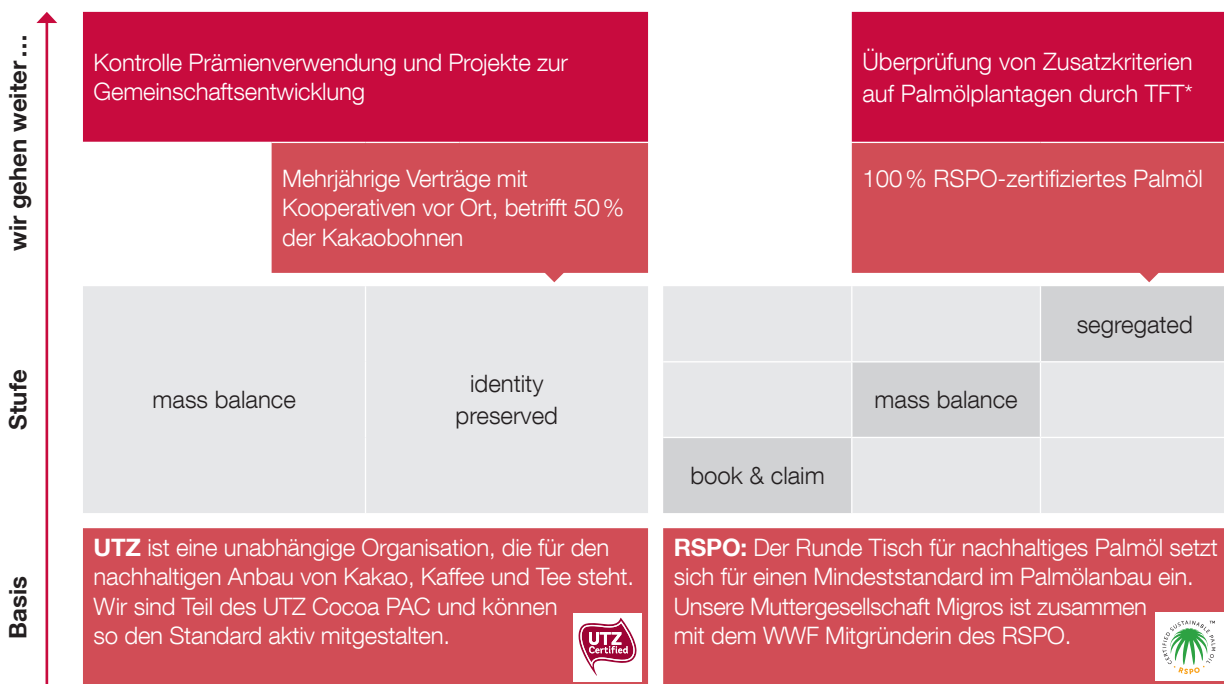 wir gehen weiter ...
Kontrolle Prämienverwendung und Projekte zur
Gemeinschaftsentwicklung
Überprüfung von Zusatzkriterien
auf Palmölplantagen durch TFT*
Mehrjährige Verträge mit
Kooperativen vor Ort, betrifft 50 %
der Kakaobohnen
100 % RSPO-zertifiziertes Palmöl
Stufe
mass balance
identity
preserved
segregated
mass balance
book & claim
Basis
UTZ ist eine unabhängige Organisation, die für den
nachhaltigen Anbau von Kakao, Kaffee und Tee steht.
Wir sind Teil des UTZ Cocoa PAC und können
so den Standard aktiv mitgestalten.
UTZ
Certified
RSPO: Der Runde Tisch für nachhaltiges Palmöl setzt
sich für einen Mindeststandard im Palmölanbau ein.
Unsere Muttergesellschaft Migros ist zusammen
mit dem WWF Mitgründerin des RSPO.
CERTIFIED SUSTAINABLE PALM OIL
TM
· RSPO ·